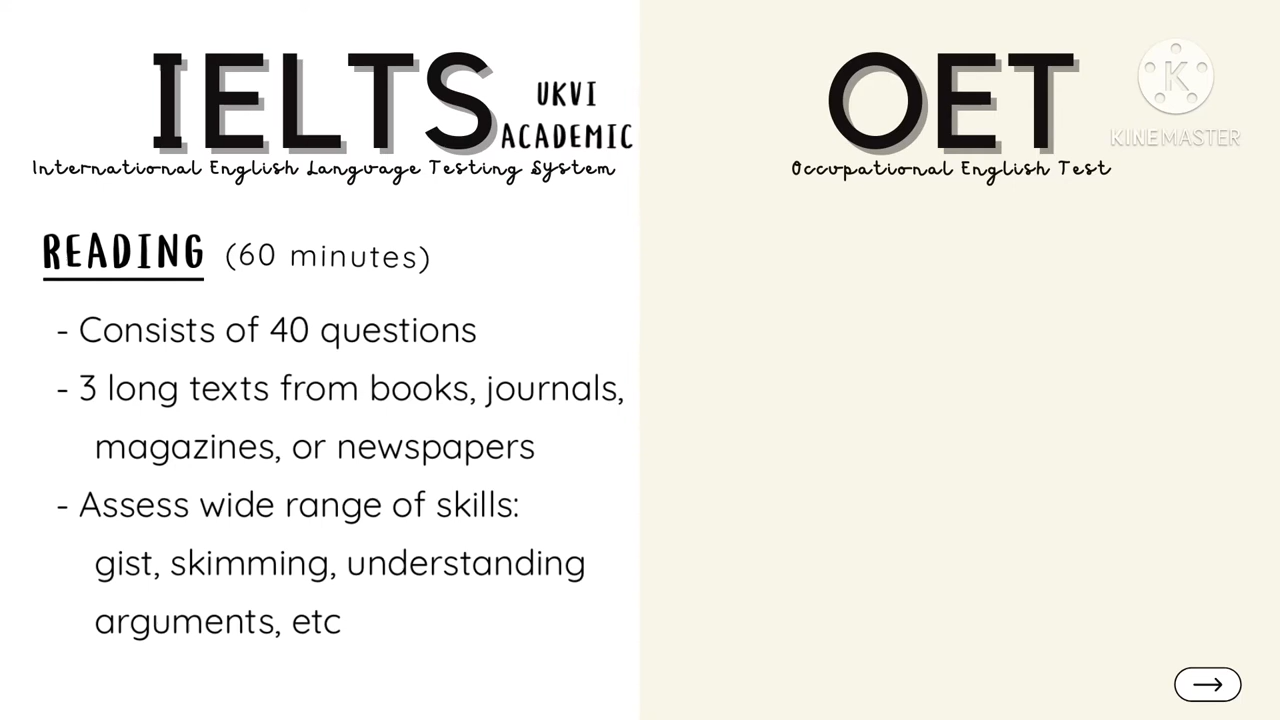 IELTS
UKVI
ACADEMIC
International English Language Testing System
OET
Occupational English Test
KINEMASTER
READING (60 minutes)
- Consists of 40 questions
- 3 long texts from books, journals,
magazines, or newspapers
- Assess wide range of skills:
gist, skimming, understanding
arguments, etc